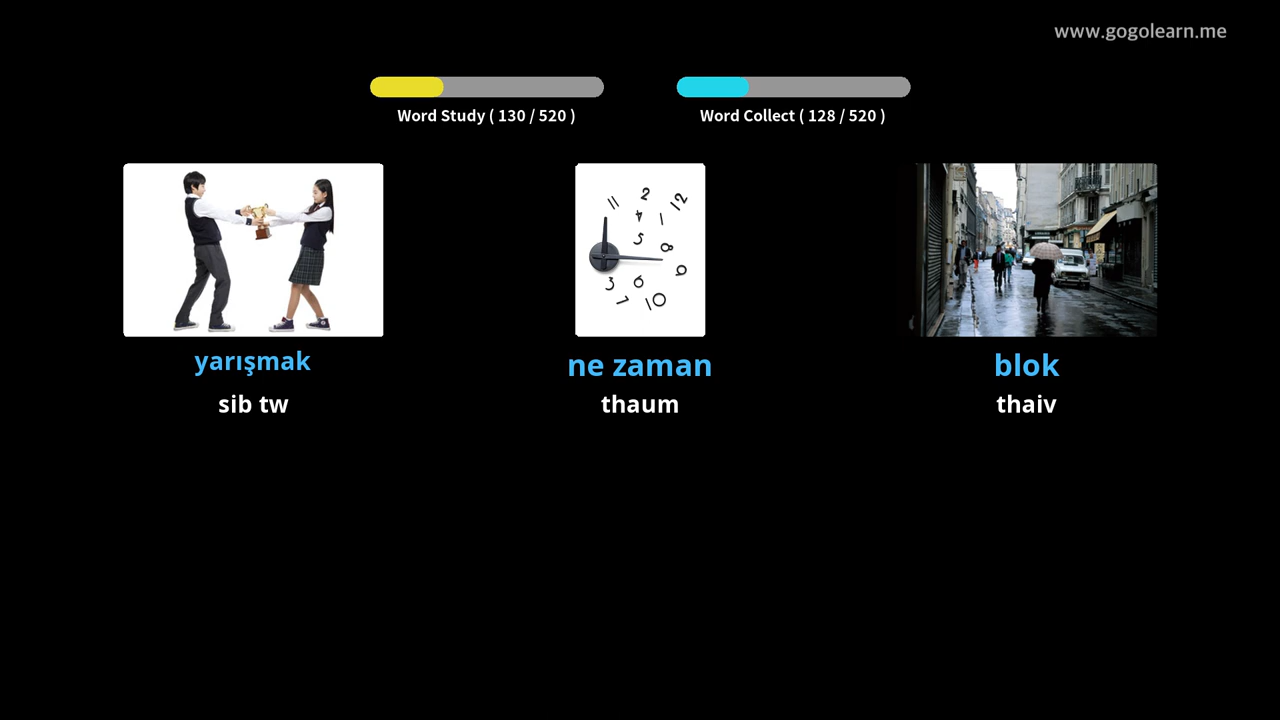 www.gogolearn.me
Word Study ( 130 / 520 )
Word Collect ( 128 / 520 )
yarışmak
ne zaman
blok
sib tw
thaum
thaiv